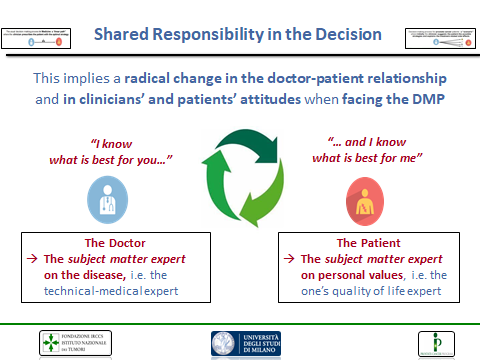 Shared Responsibility in the Decision
This implies a radical change in the doctor-patient relationship
and in clinicians’ and patients’ attitudes when facing the DMP
“I know
what is best for you…”
“… and I know
what is best for me”
The Doctor
→ The subject matter expert
on the disease, i.e. the
technical-medical expert
The Patient
→ The subject matter expert
on personal values, i.e. the
one’s quality of life expert
FONDAZIONE IRCCS
ISTITUTO NAZIONALE
DEI TUMORI
UNIVERSITÀ
DEGLI STUDI
DI MILANO